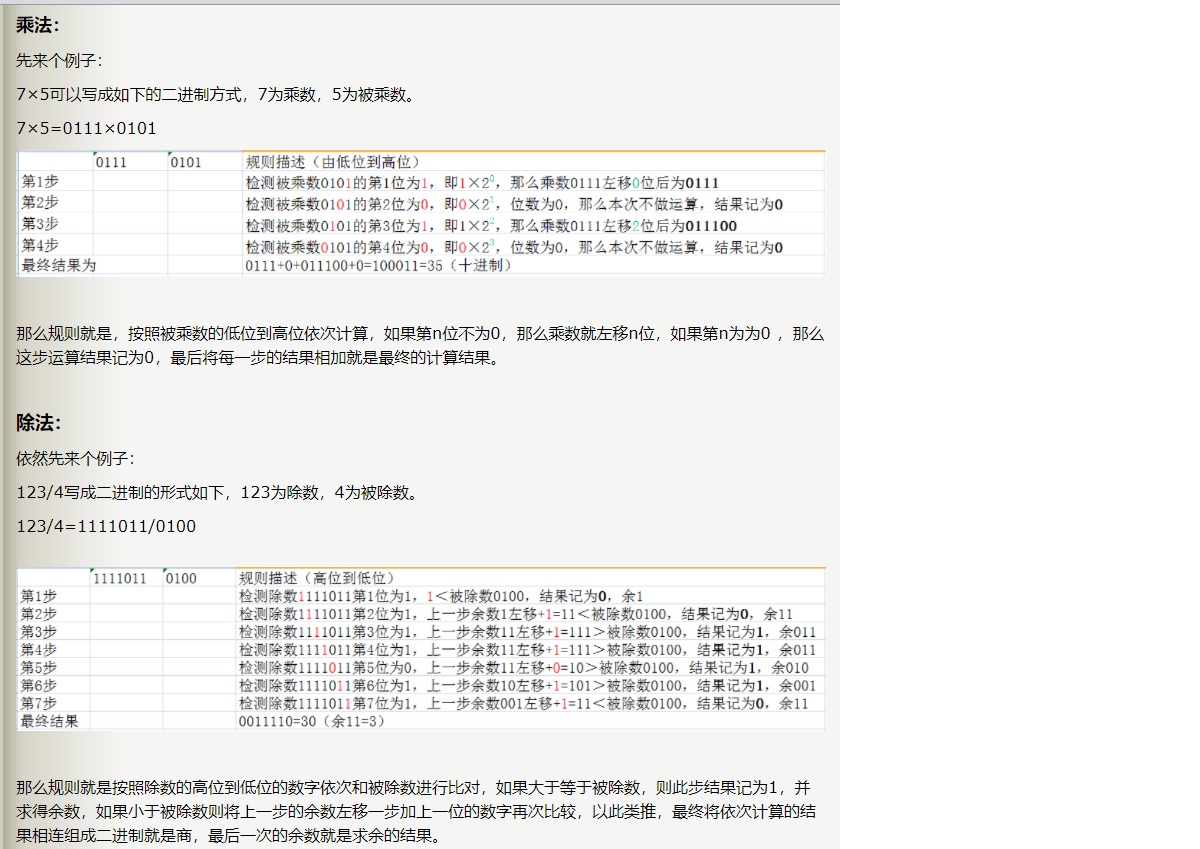 乘法：
先来个例子：
7×5可以写成如下的二进制方式，7为乘数，5为被乘数。
7×5=0111×0101
0111 0101 规则描述（由低位到高位）
第1步 检测被乘数0101的第1位为1，即1×2⁰，那么乘数0111左移0位后为0111
第2步 检测被乘数0101的第2位为0，即0×2¹，位数为0，那么本次不做运算，结果记为0
第3步 检测被乘数0101的第3位为1，即1×2²，那么乘数0111左移2位后为011100
第4步 检测被乘数0101的第4位为0，即0×2³，位数为0，那么本次不做运算，结果记为0
最终结果为 0111+0+011100+0=100011=35（十进制）
那么规则就是，按照被乘数的低位到高位依次计算，如果第n位不为0，那么乘数就左移n位，如果第n为为0 ，那么
这步运算结果记为0，最后将每一步的结果相加就是最终的计算结果。
除法：
依然先来个例子：
123/4写成二进制的形式如下，123为除数，4为被除数。
123/4=1111011/0100
1111011 0100 规则描述（高位到低位）
第1步 检测除数1111011第1位为1，1＜被除数0100，结果记为0，余1
第2步 检测除数1111011第2位为1，上一步余数1左移+1=11＜被除数0100，结果记为0，余11
第3步 检测除数1111011第3位为1，上一步余数11左移+1=111＞被除数0100，结果记为1，余011
第4步 检测除数1111011第4位为1，上一步余数11左移+1=111＞被除数0100，结果记为1，余011
第5步 检测除数1111011第5位为0，上一步余数11左移+0=10＞被除数0100，结果记为1，余010
第6步 检测除数1111011第6位为1，上一步余数10左移+1=101＞被除数0100，结果记为1，余001
第7步 检测除数1111011第7位为1，上一步余数001左移+1=11＜被除数0100，结果记为0，余11
最终结果 0011110=30（余11=3）
那么规则就是按照除数的高位到低位的数字依次和被除数进行比对，如果大于等于被除数，则此步结果记为1，并
求得余数，如果小于被除数则将上一步的余数左移一步加上一位的数字再次比较，以此类推，最终将依次计算的结
果相连组成二进制就是商，最后一次的余数就是求余的结果。